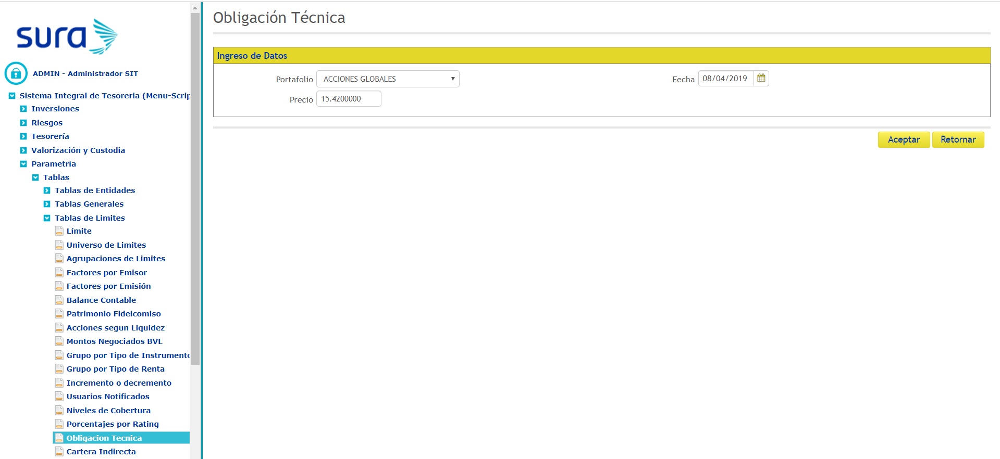 sura
ADMIN - Administrador SIT
Sistema Integral de Tesoreria (Menu-Scrip
Inversiones
Riesgos
Tesorería
Valorización y Custodia
Parametría
Tablas
Tablas de Entidades
Tablas Generales
Tablas de Limites
Límite
Universo de Limites
Agrupaciones de Limites
Factores por Emisor
Factores por Emisión
Balance Contable
Patrimonio Fideicomiso
Acciones segun Liquidez
Montos Negociados BVL
Grupo por Tipo de Instrumento
Grupo por Tipo de Renta
Incremento o decremento
Usuarios Notificados
Niveles de Cobertura
Porcentajes por Rating
Obligacion Tecnica
Cartera Indirecta
Obligación Técnica
Ingreso de Datos
Portafolio ACCIONES GLOBALES Fecha 08/04/2019
Precio 15.4200000
Aceptar Retornar